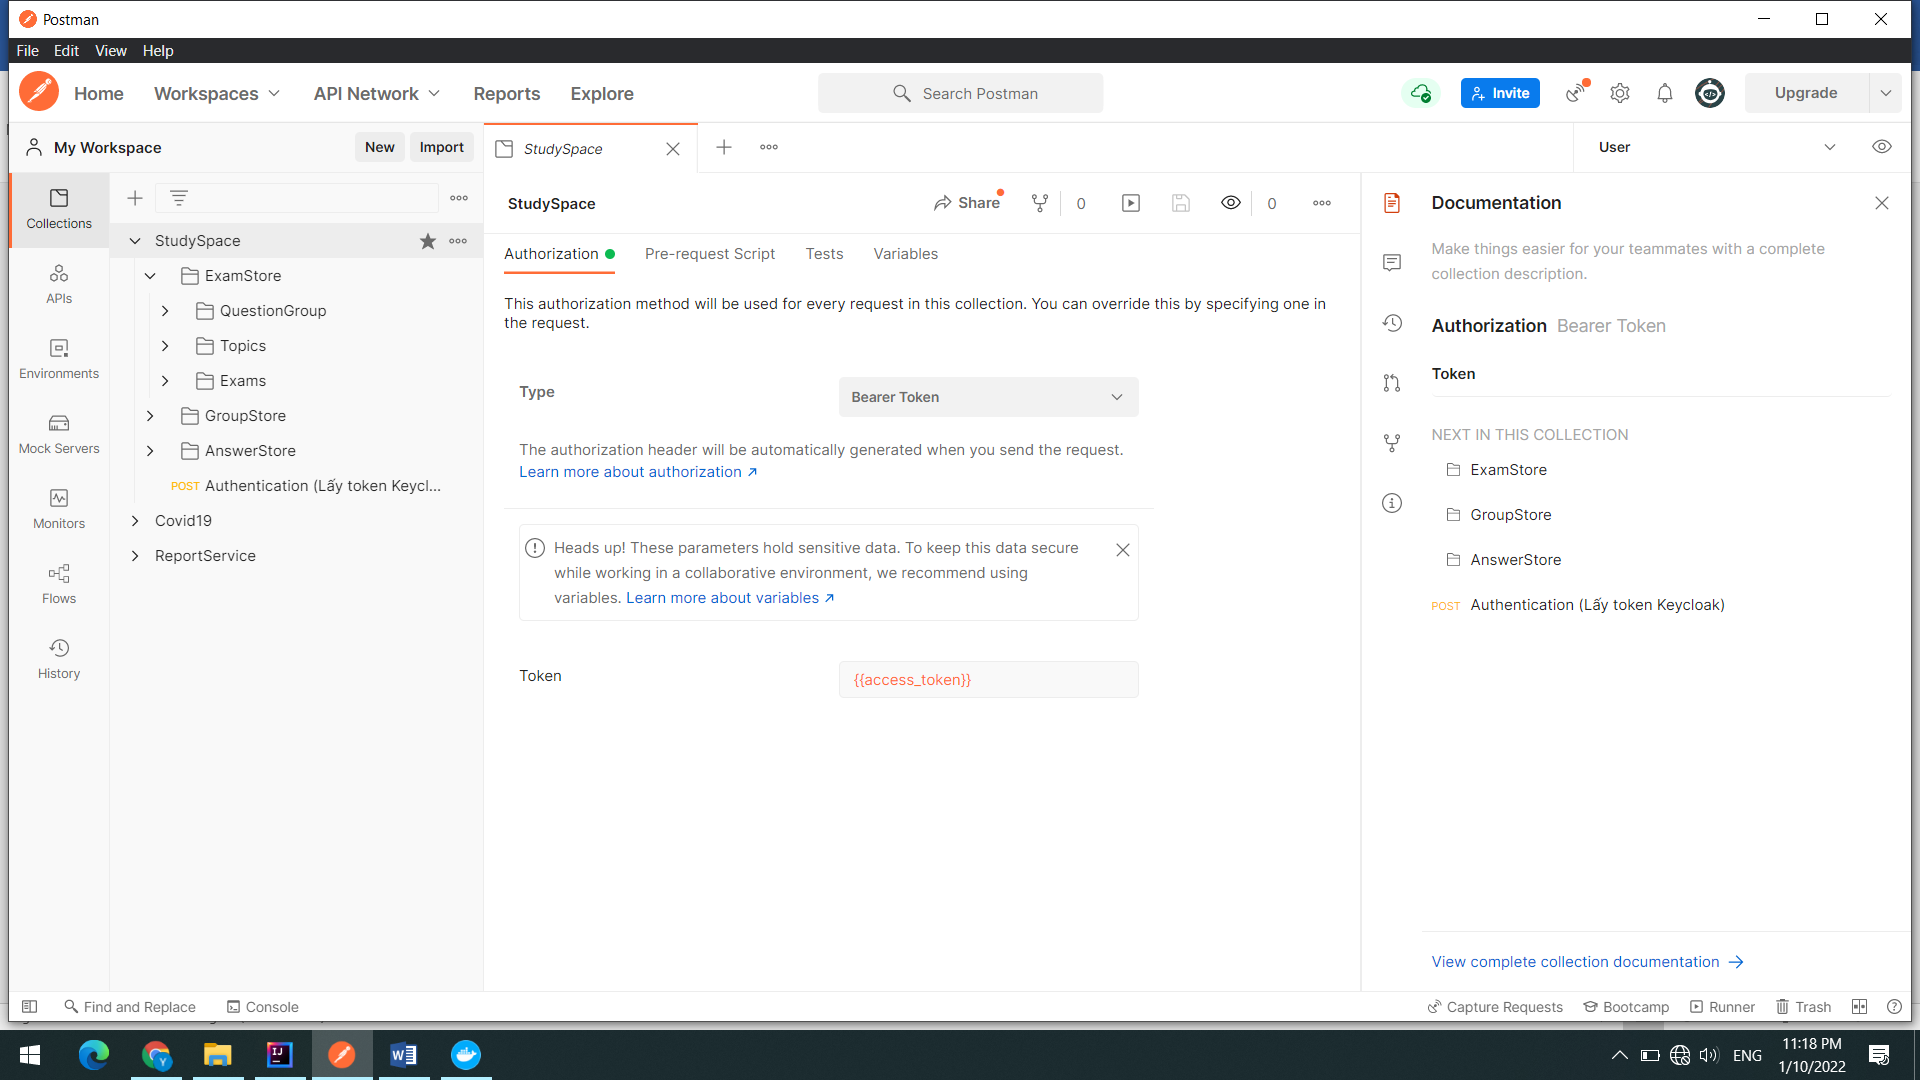 Postman
File Edit View Help
Home Workspaces API Network Reports Explore
Search Postman
Invite
Upgrade
My Workspace
New Import
StudySpace
User
Collections
APIs
Environments
Mock Servers
Monitors
Flows
History
StudySpace
ExamStore
QuestionGroup
Topics
Exams
GroupStore
AnswerStore
POST Authentication (Lấy token Keycl...
Covid19
ReportService
StudySpace
Share 0 0
Authorization Pre-request Script Tests Variables
This authorization method will be used for every request in this collection. You can override this by specifying one in
the request.
Type
Bearer Token
The authorization header will be automatically generated when you send the request.
Learn more about authorization ↗
Heads up! These parameters hold sensitive data. To keep this data secure
while working in a collaborative environment, we recommend using
variables. Learn more about variables ↗
Token
{{access_token}}
Documentation
Make things easier for your teammates with a complete
collection description.
Authorization Bearer Token
Token
NEXT IN THIS COLLECTION
ExamStore
GroupStore
AnswerStore
POST Authentication (Lấy token Keycloak)
View complete collection documentation →
Find and Replace Console
Capture Requests Bootcamp Runner Trash
ENG
11:18 PM
1/10/2022